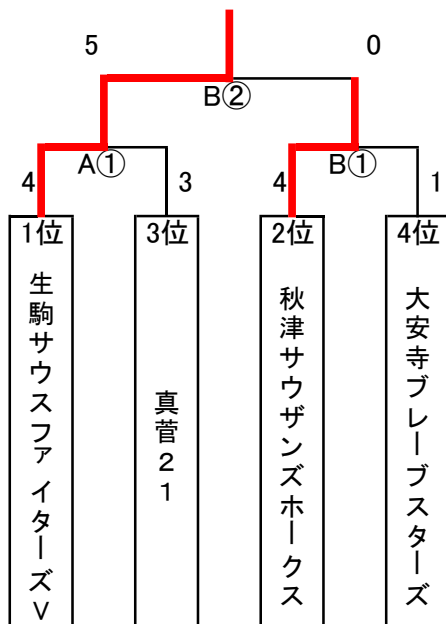 5 0
B②
A① B①
4 3 4 1
1位 3位 2位 4位
生駒サウスファイターズV
真菅21
秋津サウザンズホークス
大安寺ブレーブスターズ